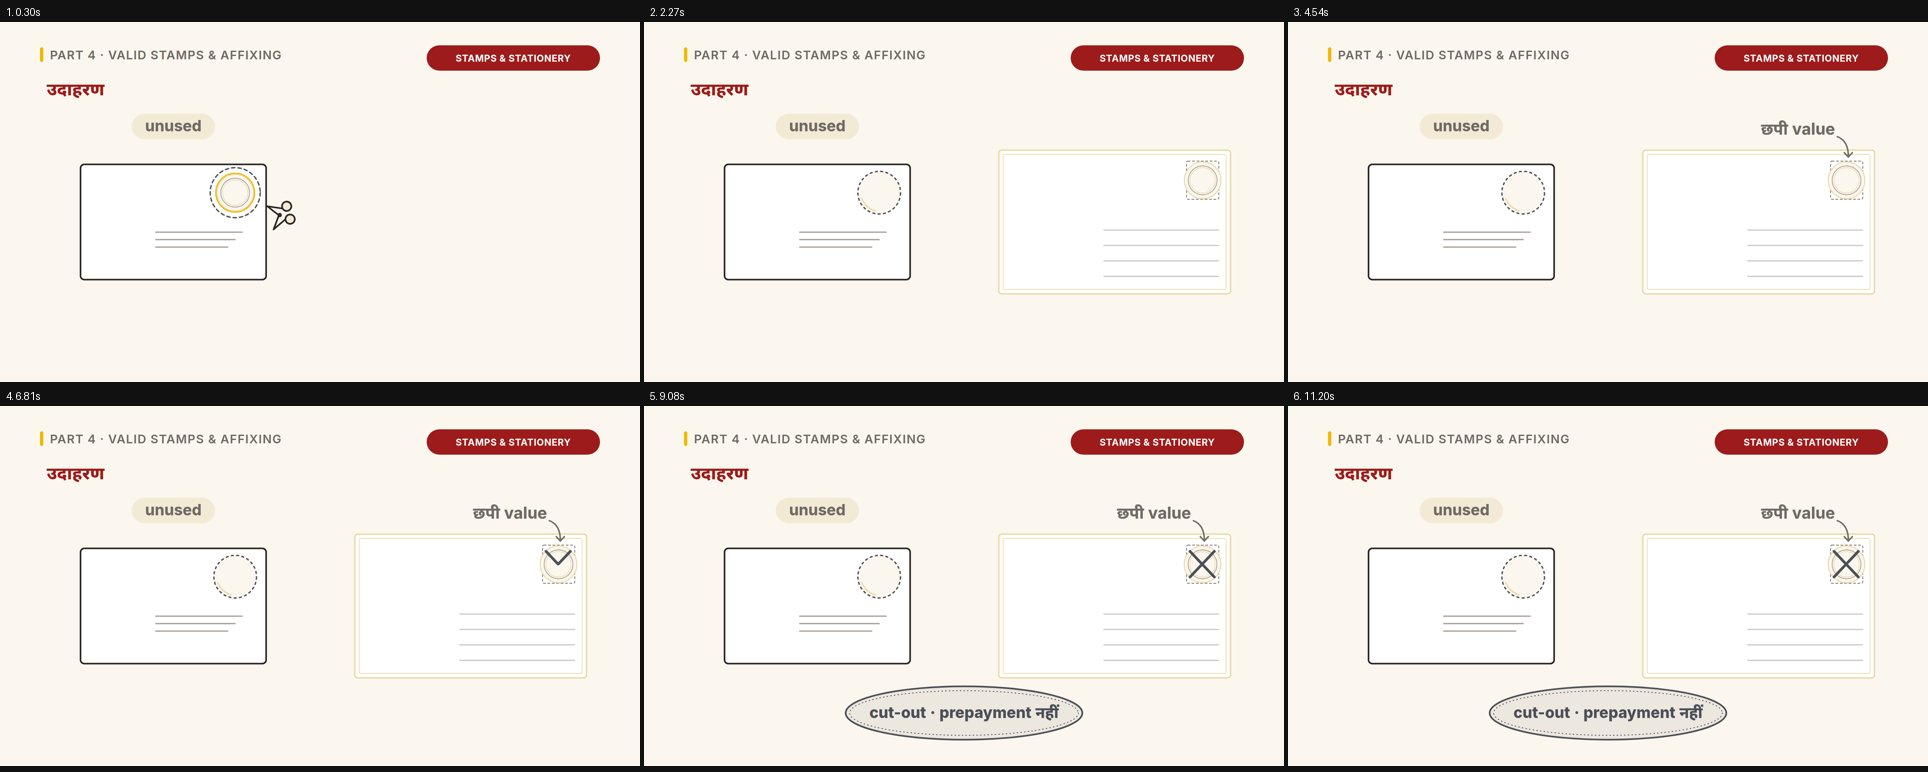 1. 0.30s
PART 4 · VALID STAMPS & AFFIXING
STAMPS & STATIONERY
उदाहरण
unused
2. 2.27s
PART 4 · VALID STAMPS & AFFIXING
STAMPS & STATIONERY
उदाहरण
unused
3. 4.54s
PART 4 · VALID STAMPS & AFFIXING
STAMPS & STATIONERY
उदाहरण
unused
छपी value
4. 6.81s
PART 4 · VALID STAMPS & AFFIXING
STAMPS & STATIONERY
उदाहरण
unused
छपी value
5. 9.08s
PART 4 · VALID STAMPS & AFFIXING
STAMPS & STATIONERY
उदाहरण
unused
छपी value
cut-out · prepayment नहीं
6. 11.20s
PART 4 · VALID STAMPS & AFFIXING
STAMPS & STATIONERY
उदाहरण
unused
छपी value
cut-out · prepayment नहीं